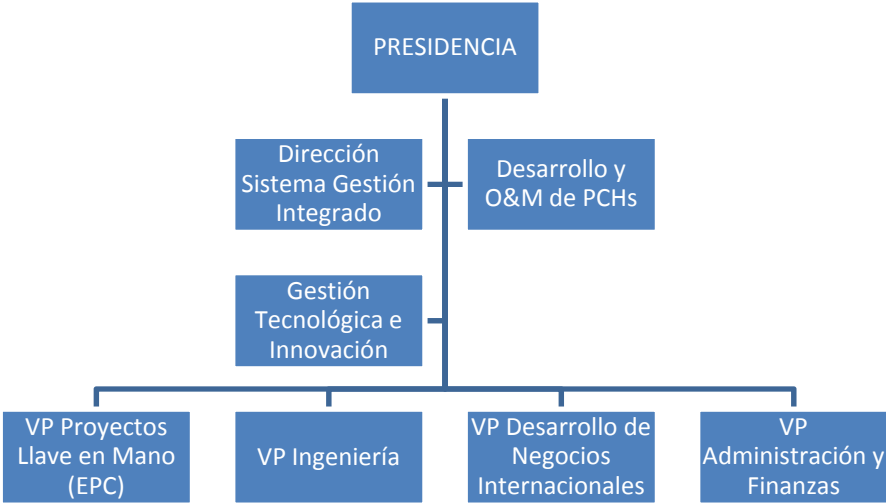 PRESIDENCIA
Dirección
Sistema Gestión
Integrado
Desarrollo y
O&M de PCHs
Gestión
Tecnológica e
Innovación
VP Proyectos
Llave en Mano
(EPC)
VP Ingeniería
VP Desarrollo de
Negocios
Internacionales
VP
Administración y
Finanzas